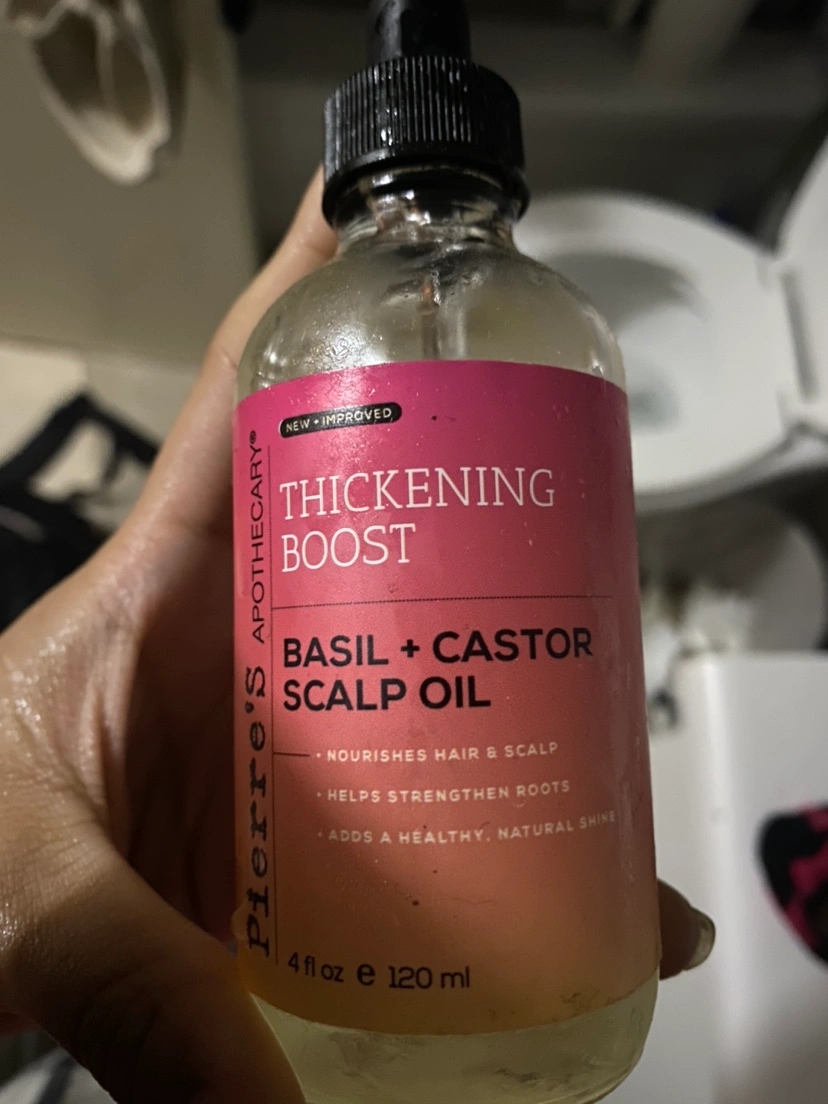 NEW + IMPROVED
THICKENING
BOOST
BASIL + CASTOR
SCALP OIL
• NOURISHES HAIR & SCALP
• HELPS STRENGTHEN ROOTS
• ADDS A HEALTHY, NATURAL SHINE
4 fl oz e 120 ml
Pierre's APOTHECARY®